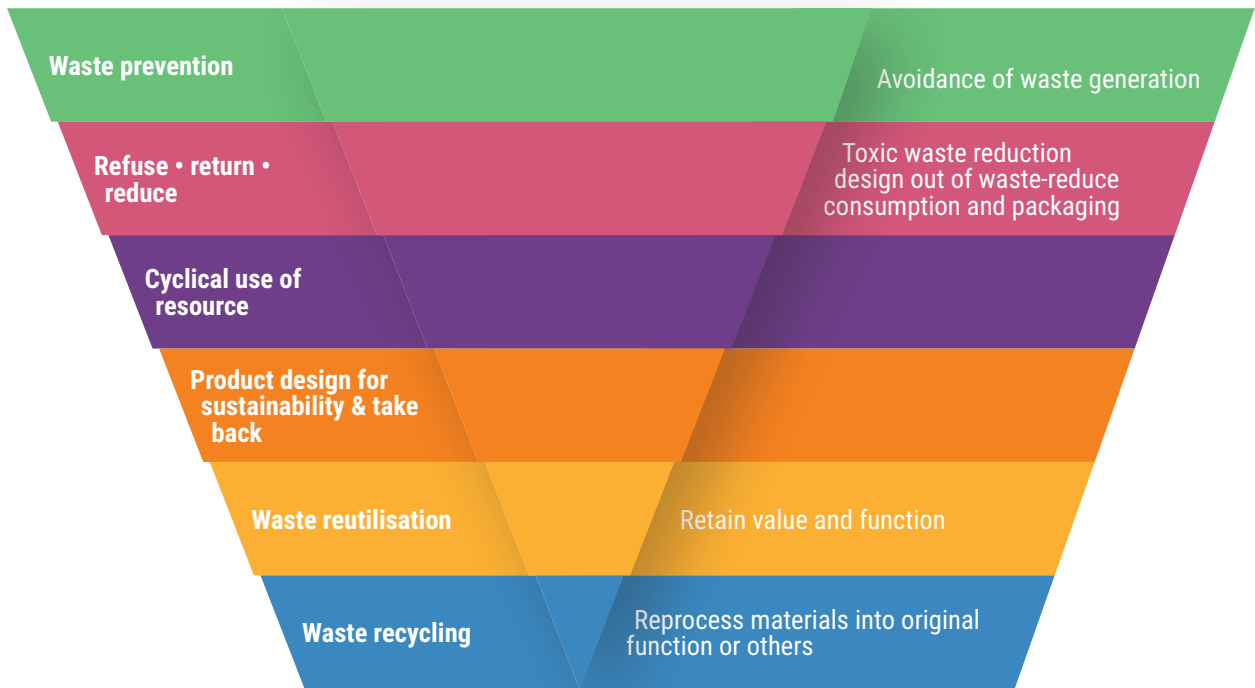 Waste prevention
Avoidance of waste generation
Refuse • return •
reduce
Toxic waste reduction
design out of waste-reduce
consumption and packaging
Cyclical use of
resource
Product design for
sustainability & take
back
Waste reutilisation
Retain value and function
Waste recycling
Reprocess materials into original
function or others